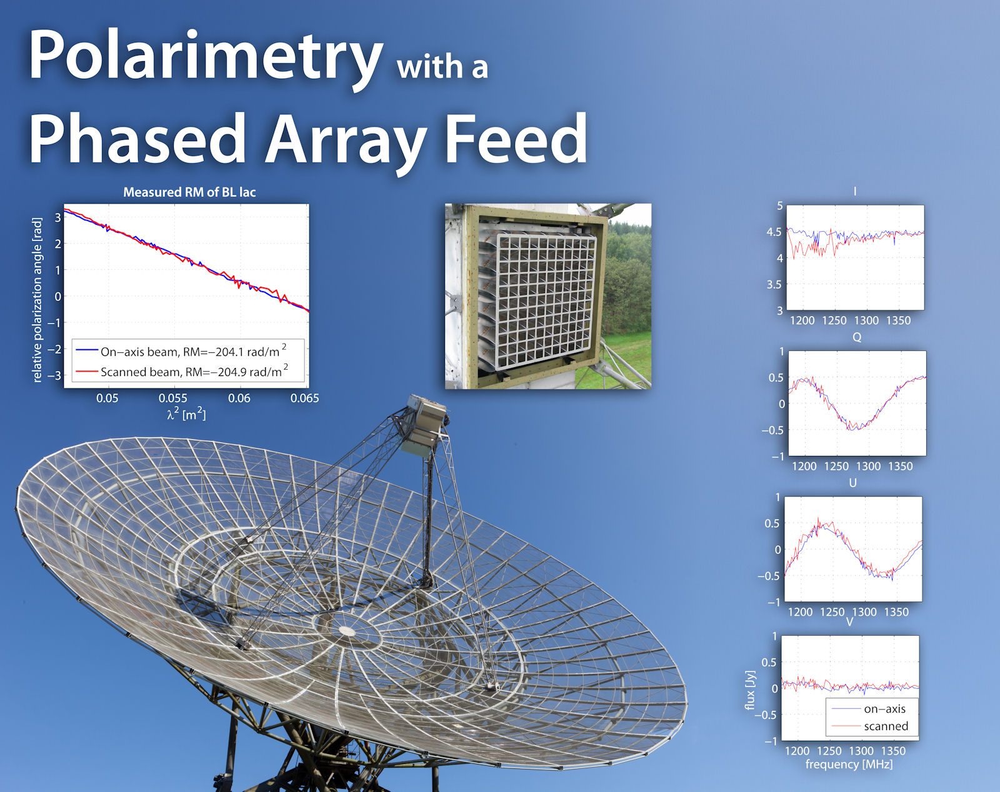 Polarimetry with a
Phased Array Feed
Measured RM of BL lac
relative polarization angle [rad]
3
2
1
0
−1
−2
−3
On−axis beam, RM=−204.1 rad/m²
Scanned beam, RM=−204.9 rad/m²
0.05 0.055 0.06 0.065
λ² [m²]
I
5
4.5
4
3.5
3
1200 1250 1300 1350
Q
1
0.5
0
−0.5
−1
1200 1250 1300 1350
U
1
0.5
0
−0.5
−1
1200 1250 1300 1350
V
flux [Jy]
1
0.5
0
−0.5
−1
on−axis
scanned
1200 1250 1300 1350
frequency [MHz]